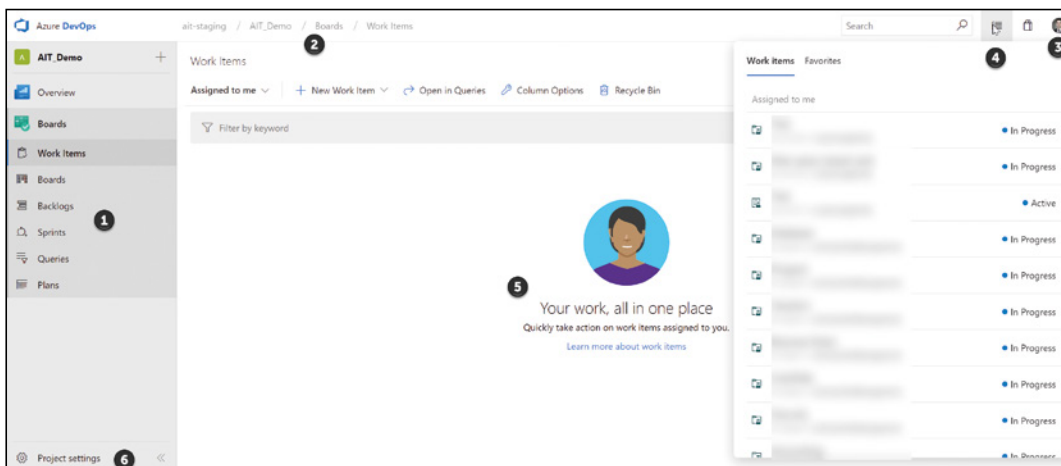 Azure DevOps
ait-staging / AIT_Demo / Boards / Work Items
Search
2
4
3
A AIT_Demo
Overview
Boards
Work Items
Boards
Backlogs
1
Sprints
Queries
Plans
Project settings
6
Work Items
Assigned to me
New Work Item
Open in Queries
Column Options
Recycle Bin
Filter by keyword
5
Your work, all in one place
Quickly take action on work items assigned to you.
Learn more about work items
Work items Favorites
Assigned to me
In Progress
In Progress
Active
In Progress
In Progress
In Progress
In Progress
In Progress
In Progress
In Progress